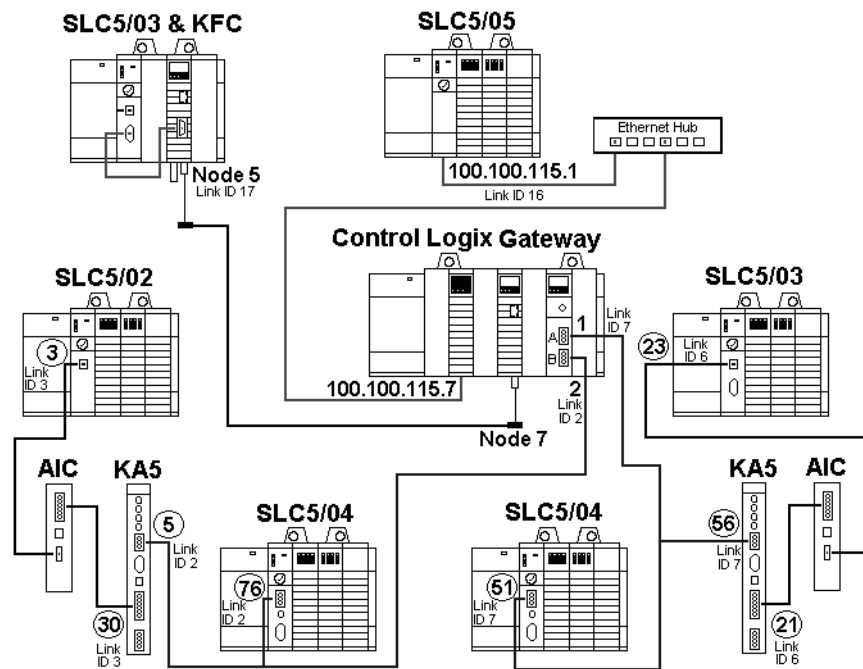 SLC5/03 & KFC
SLC5/05
Ethernet Hub
Node 5
Link ID 17
100.100.115.1
Link ID 16
Control Logix Gateway
SLC5/02
SLC5/03
3
Link
ID 3
1
Link
ID 7
A
B
2
Link
ID 2
23
Link
ID 6
100.100.115.7
Node 7
AIC
KA5
5
Link
ID 2
SLC5/04
76
Link
ID 2
SLC5/04
51
Link
ID 7
KA5
AIC
56
Link
ID 7
30
Link
ID 3
21
Link
ID 6